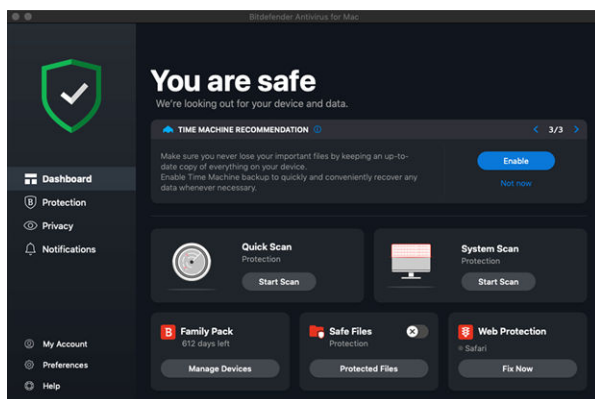 Bitdefender Antivirus for Mac
You are safe
We're looking out for your device and data.
TIME MACHINE RECOMMENDATION
3/3
Make sure you never lose your important files by keeping an up-to-
date copy of everything on your device.
Enable Time Machine backup to quickly and conveniently recover any
data whenever necessary.
Enable
Not now
Dashboard
Protection
Privacy
Notifications
My Account
Preferences
Help
Quick Scan
Protection
Start Scan
System Scan
Protection
Start Scan
B Family Pack
612 days left
Manage Devices
Safe Files
Protection
Protected Files
Web Protection
Safari
Fix Now